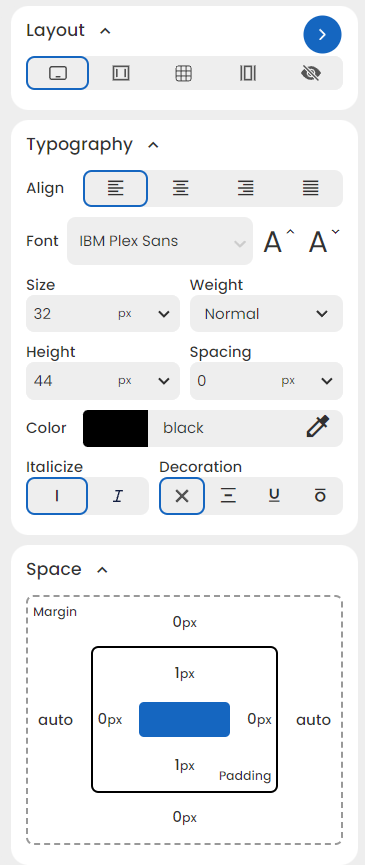 Layout
Typography
Align
Font IBM Plex Sans A A
Size Weight
32 px Normal
Height Spacing
44 px 0 px
Color black
Italicize Decoration
I I U O
Space
Margin
0px
1px
auto 0px 0px auto
1px
Padding
0px